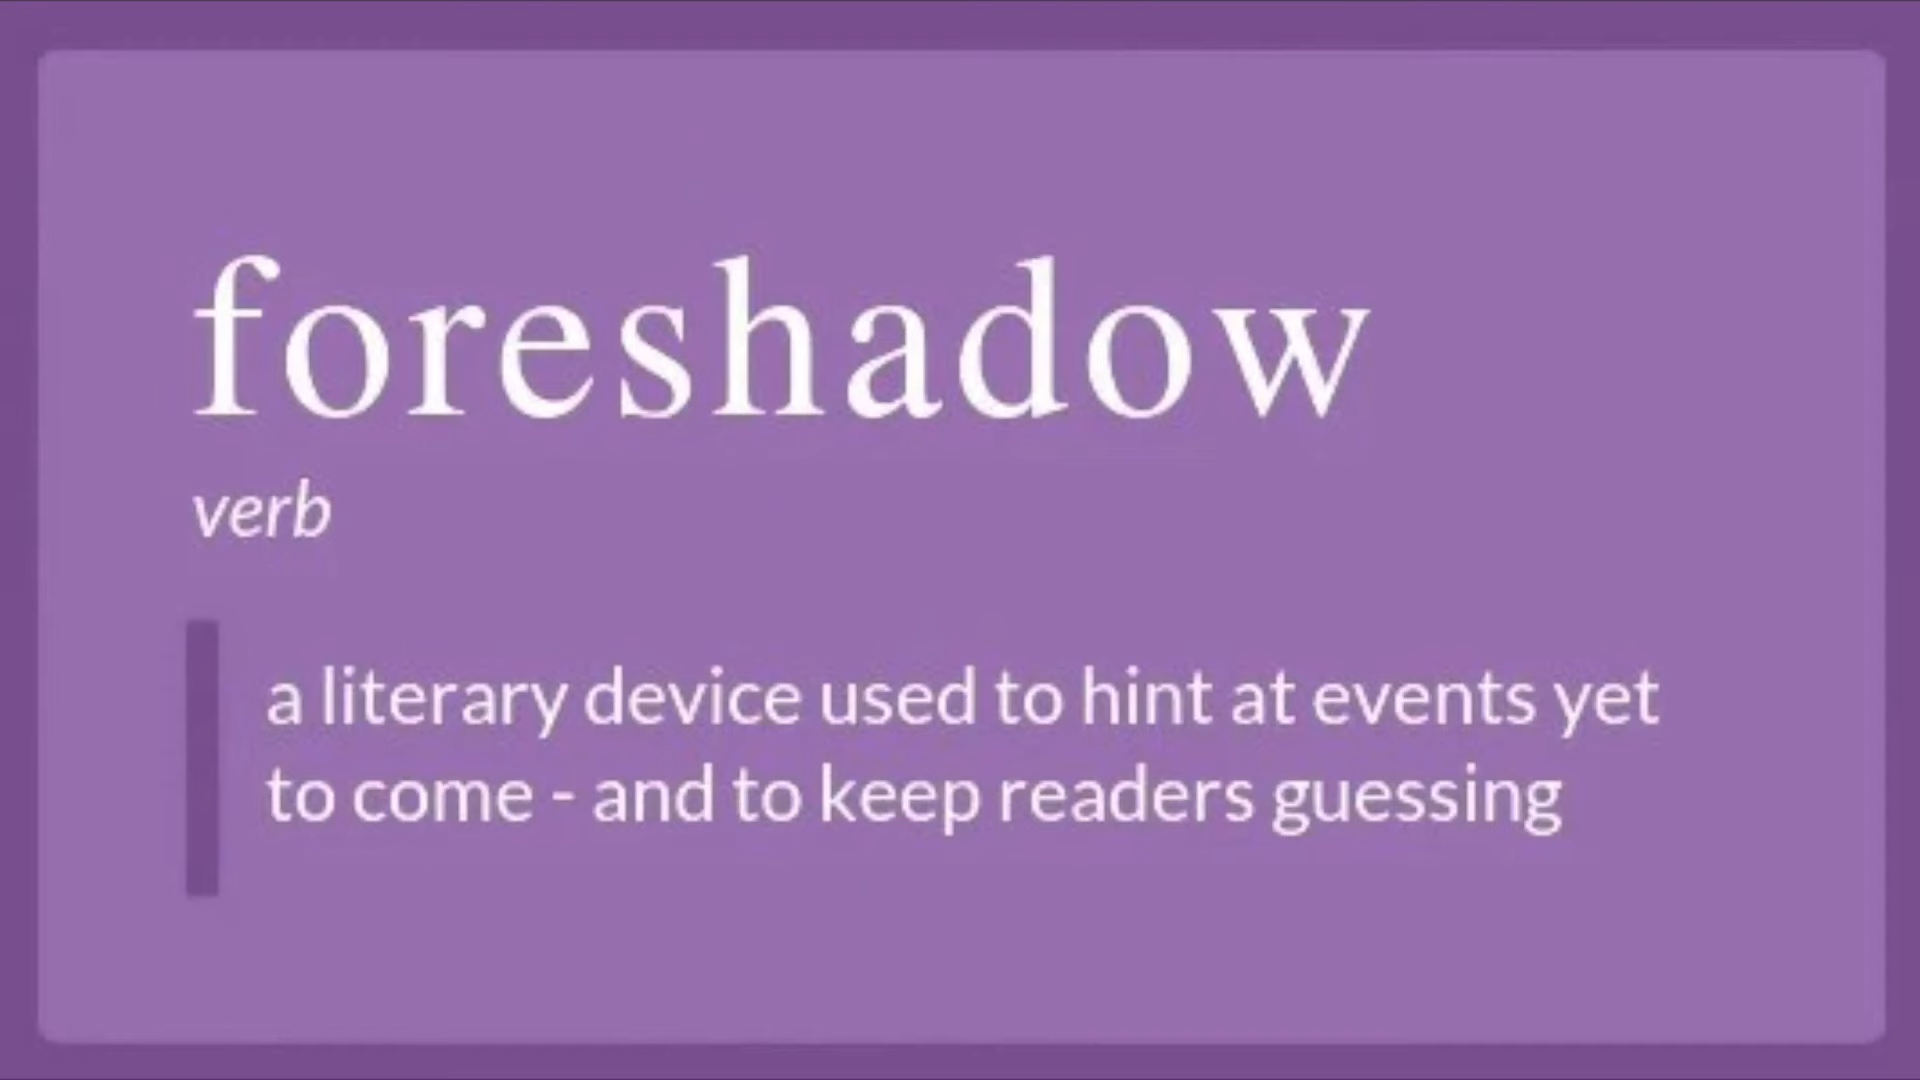 foreshadow
verb
a literary device used to hint at events yet
to come - and to keep readers guessing